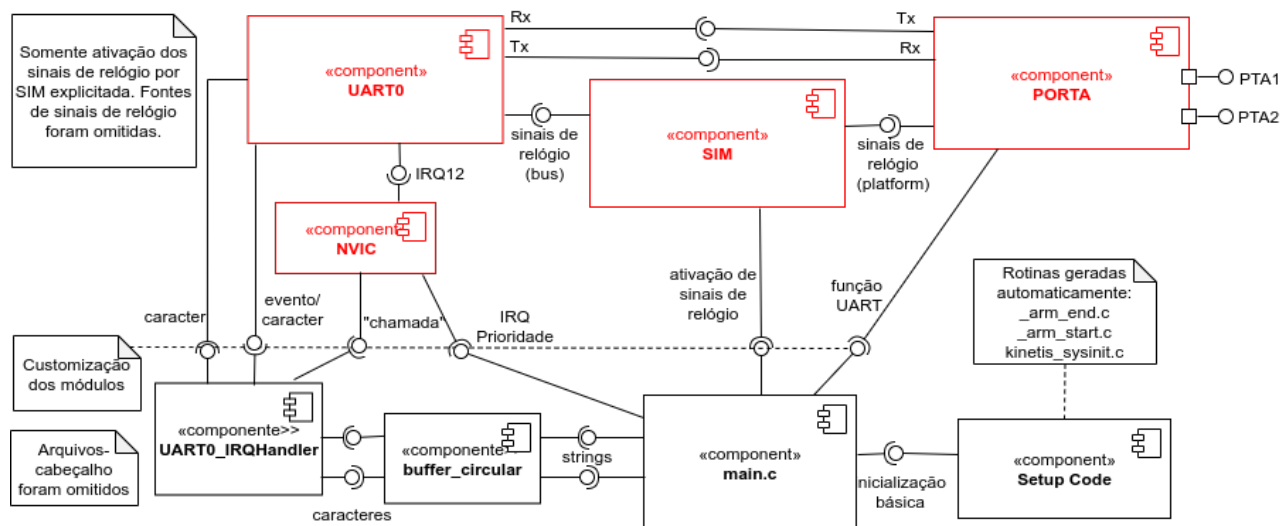 Somente ativação dos
sinais de relógio por
SIM explicitada. Fontes
de sinais de relógio
foram omitidas.
«component»
UART0
Rx
Tx
Tx
Rx
«component»
PORTA
PTA1
PTA2
«component»
SIM
sinais de
relógio
(bus)
sinais de
relógio
(platform)
IRQ12
«component
NVIC
caracter
evento/
caracter
"chamada"
IRQ
Prioridade
ativação de
sinais de
relógio
função
UART
Rotinas geradas
automaticamente:
_arm_end.c
_arm_start.c
kinetis_sysinit.c
Customização
dos módulos
Arquivos-
cabeçalho
foram omitidos
«componente>>
UART0_IRQHandler
«componente>
buffer_circular
caracteres
strings
«component»
main.c
nicialização
básica
«component»
Setup Code